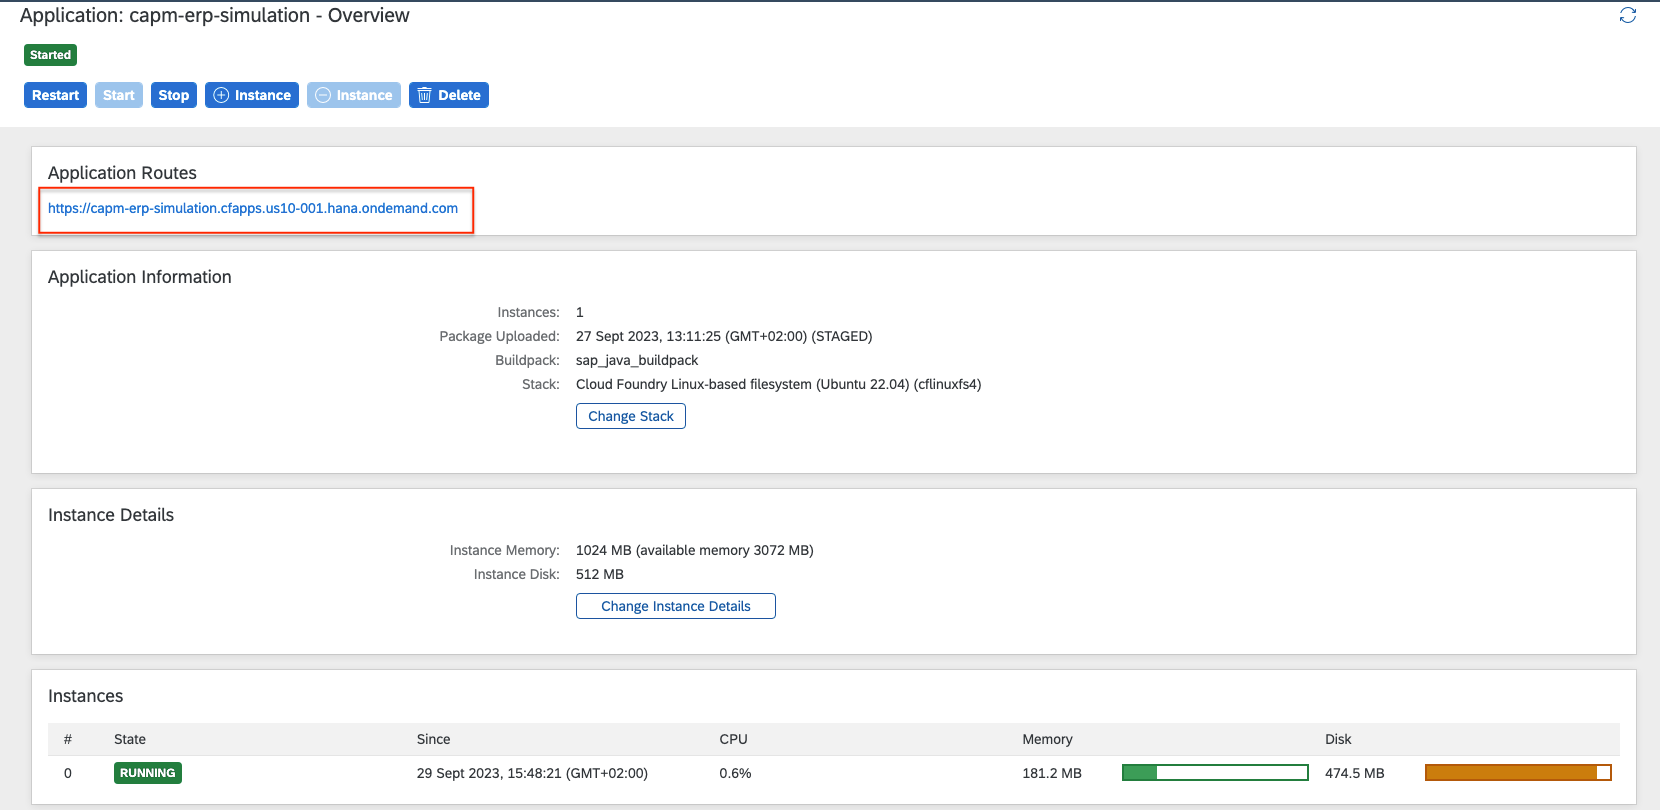 Application: capm-erp-simulation - Overview
Started
Restart Start Stop Instance Instance Delete
Application Routes
https://capm-erp-simulation.cfapps.us10-001.hana.ondemand.com
Application Information
Instances: 1
Package Uploaded: 27 Sept 2023, 13:11:25 (GMT+02:00) (STAGED)
Buildpack: sap_java_buildpack
Stack: Cloud Foundry Linux-based filesystem (Ubuntu 22.04) (cflinuxfs4)
Change Stack
Instance Details
Instance Memory: 1024 MB (available memory 3072 MB)
Instance Disk: 512 MB
Change Instance Details
Instances
# State Since CPU Memory Disk
0 RUNNING 29 Sept 2023, 15:48:21 (GMT+02:00) 0.6% 181.2 MB 474.5 MB